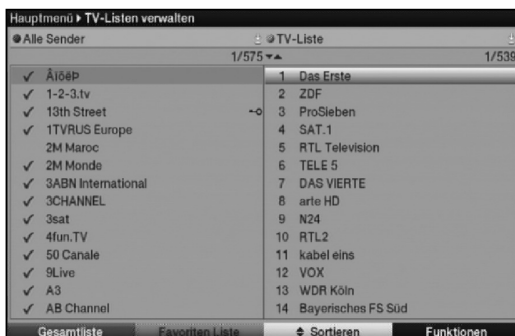 Hauptmenü ▸ TV-Listen verwalten
Alle Sender
1/575
✓ ÂïõêÞ
✓ 1-2-3.tv
✓ 13th Street
✓ 1TVRUS Europe
2M Maroc
✓ 2M Monde
✓ 3ABN International
✓ 3CHANNEL
✓ 3sat
✓ 4fun.TV
✓ 50 Canale
✓ 9Live
✓ A3
✓ AB Channel
TV-Liste
1/539
1 Das Erste
2 ZDF
3 ProSieben
4 SAT.1
5 RTL Television
6 TELE 5
7 DAS VIERTE
8 arte HD
9 N24
10 RTL2
11 kabel eins
12 VOX
13 WDR Köln
14 Bayerisches FS Süd
Gesamtliste Favoriten Liste Sortieren Funktionen